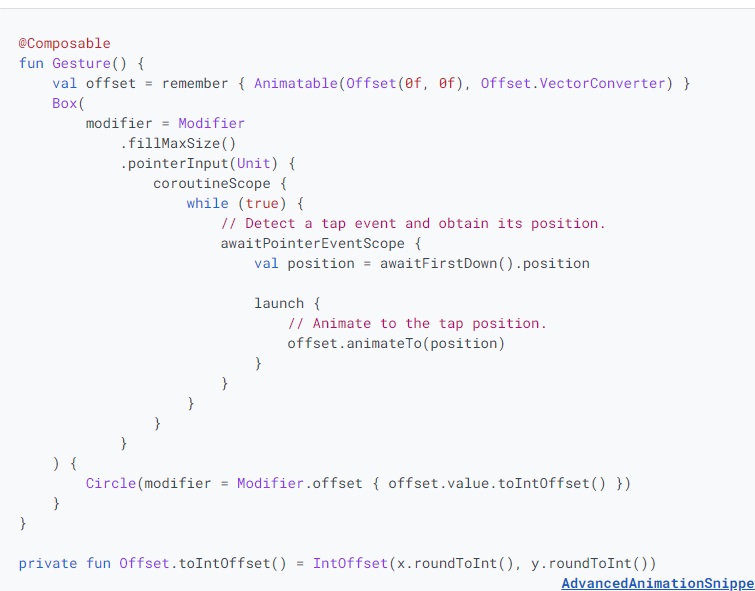 @Composable
fun Gesture() {
    val offset = remember { Animatable(Offset(0f, 0f), Offset.VectorConverter) }
    Box(
        modifier = Modifier
            .fillMaxSize()
            .pointerInput(Unit) {
                coroutineScope {
                    while (true) {
                        // Detect a tap event and obtain its position.
                        awaitPointerEventScope {
                            val position = awaitFirstDown().position

                            launch {
                                // Animate to the tap position.
                                offset.animateTo(position)
                            }
                        }
                    }
                }
            }
    ) {
        Circle(modifier = Modifier.offset { offset.value.toIntOffset() })
    }
}

private fun Offset.toIntOffset() = IntOffset(x.roundToInt(), y.roundToInt())
AdvancedAnimationSnippe